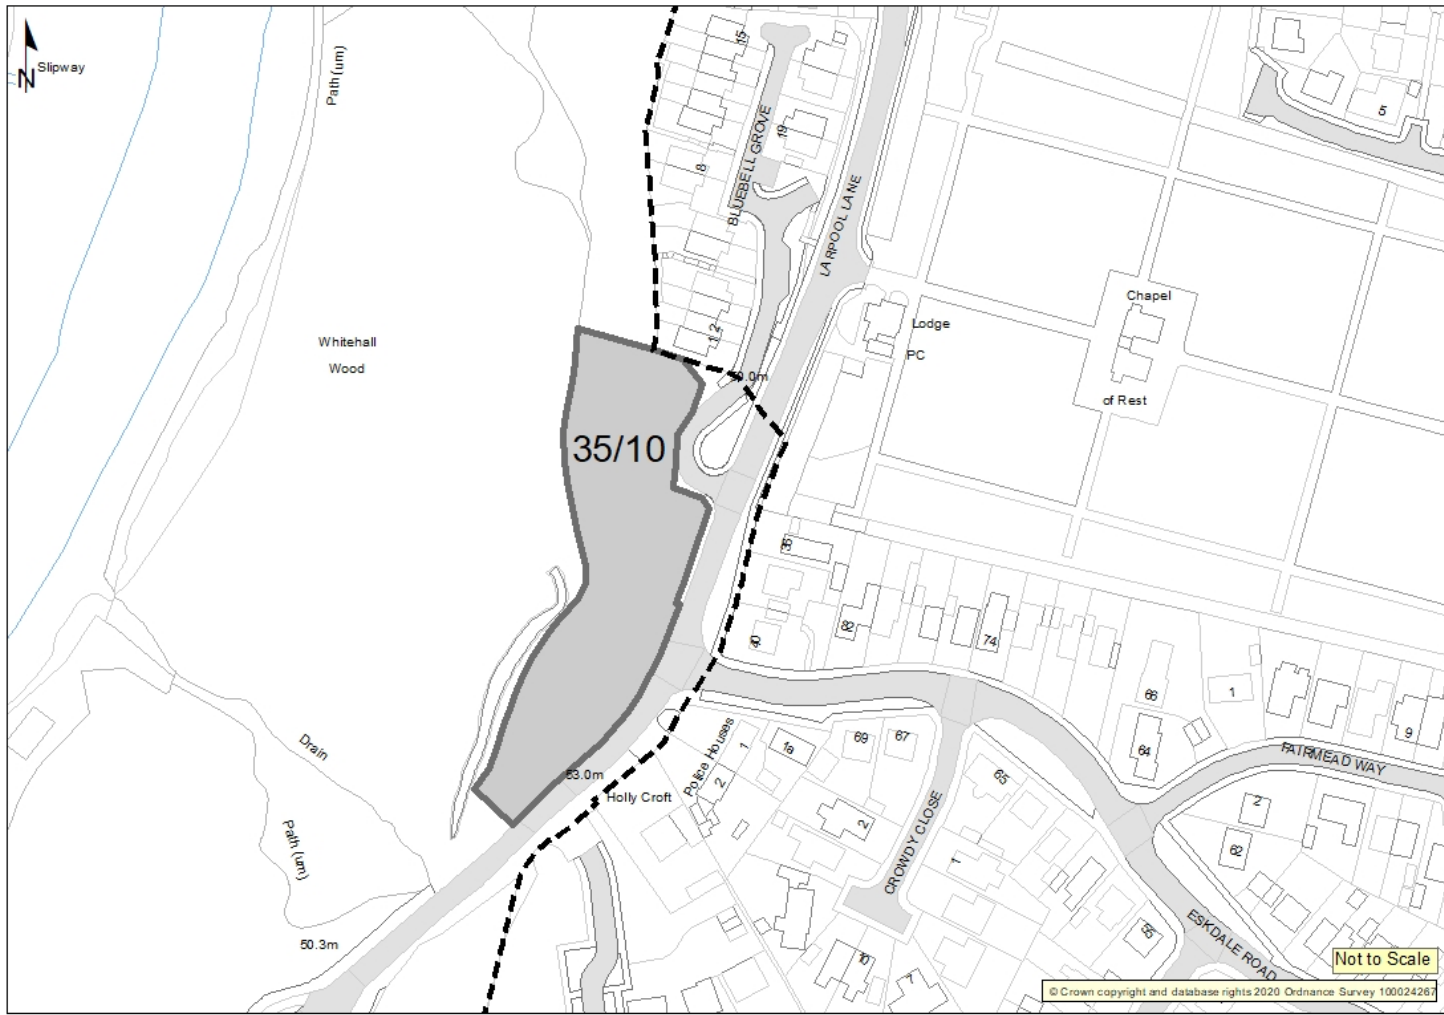 N
Slipway
Path (um)
15
BLUEBELL GROVE
19
8
5
LARPOOL LANE
12
Lodge
PC
Chapel
of Rest
Whitehall
Wood
35/10
36
40
82
74
66
64
1
9
FAIRMEAD WAY
Drain
Path (um)
53.0m
Holly Croft
Police Houses
1
2
1a
69
67
65
2
1
CROWDY CLOSE
2
62
55
ESKDALE ROAD
10
7
50.3m
Not to Scale
© Crown copyright and database rights 2020 Ordnance Survey 100024267